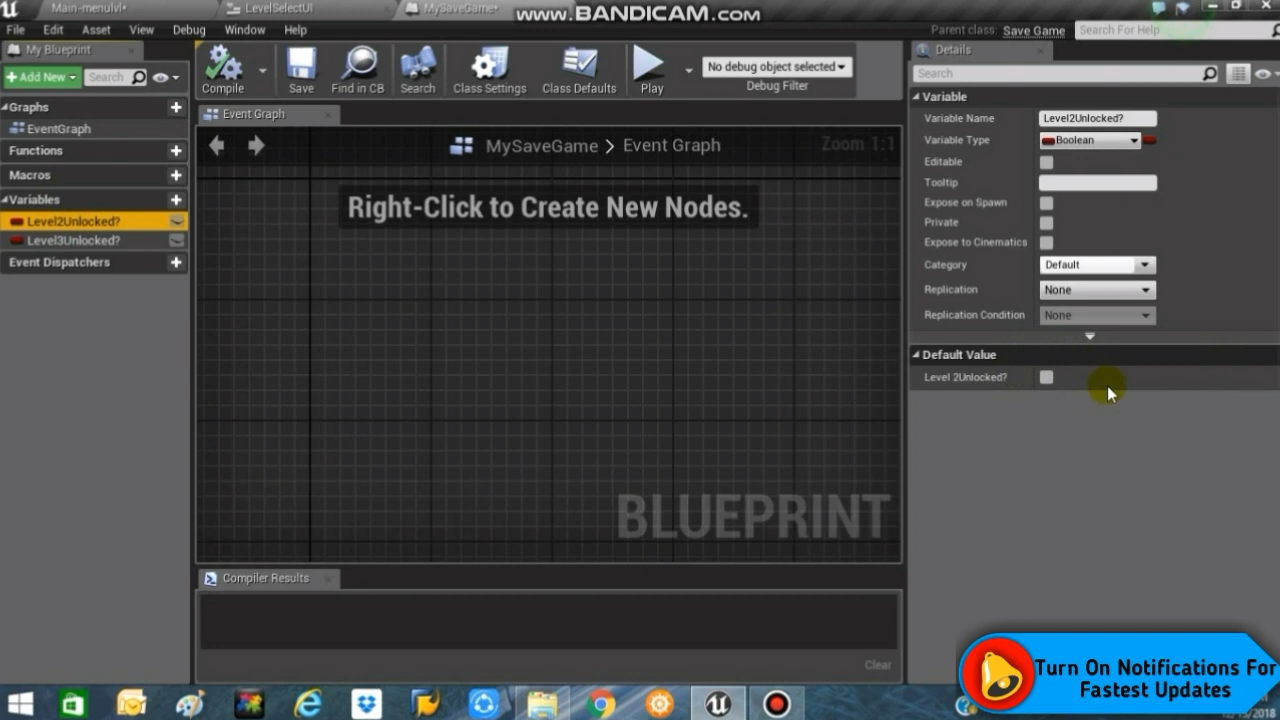 Main-menulvl*
LevelSelectUI
MySaveGame*
www.BANDICAM.com
File Edit Asset View Debug Window Help
Parent class: Save Game
Search For Help
My Blueprint
Add New
Search
Graphs
EventGraph
Functions
Macros
Variables
Level2Unlocked?
Level3Unlocked?
Event Dispatchers
Compile
Save
Find in CB
Search
Class Settings
Class Defaults
Play
No debug object selected
Debug Filter
Event Graph
MySaveGame > Event Graph
Zoom 1:1
Right-Click to Create New Nodes.
BLUEPRINT
Compiler Results
Clear
Details
Search
Variable
Variable Name Level2Unlocked?
Variable Type Boolean
Editable
Tooltip
Expose on Spawn
Private
Expose to Cinematics
Category Default
Replication None
Replication Condition None
Default Value
Level 2Unlocked?
Turn On Notifications For
Fastest Updates